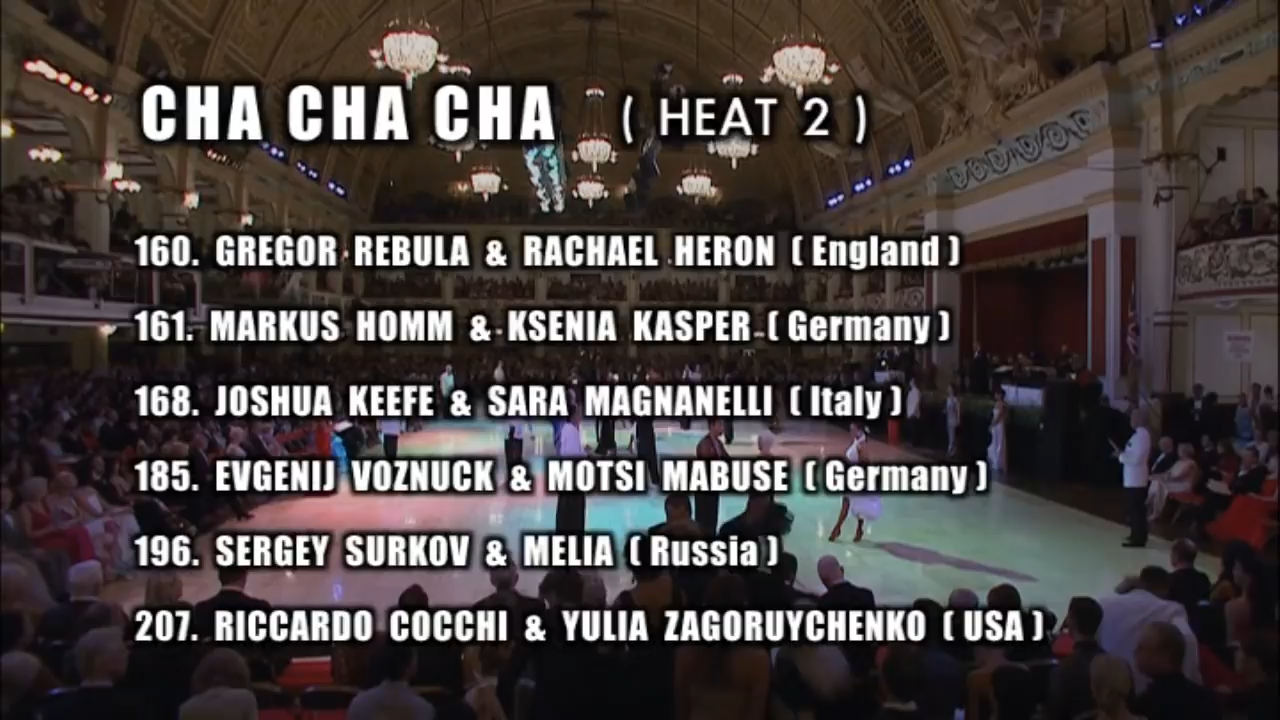 CHA CHA CHA ( HEAT 2 )
160. GREGOR REBULA & RACHAEL HERON ( England )
161. MARKUS HOMM & KSENIA KASPER ( Germany )
168. JOSHUA KEEFE & SARA MAGNANELLI ( Italy )
185. EVGENIJ VOZNUCK & MOTSI MABUSE ( Germany )
196. SERGEY SURKOV & MELIA ( Russia )
207. RICCARDO COCCHI & YULIA ZAGORUYCHENKO ( USA )